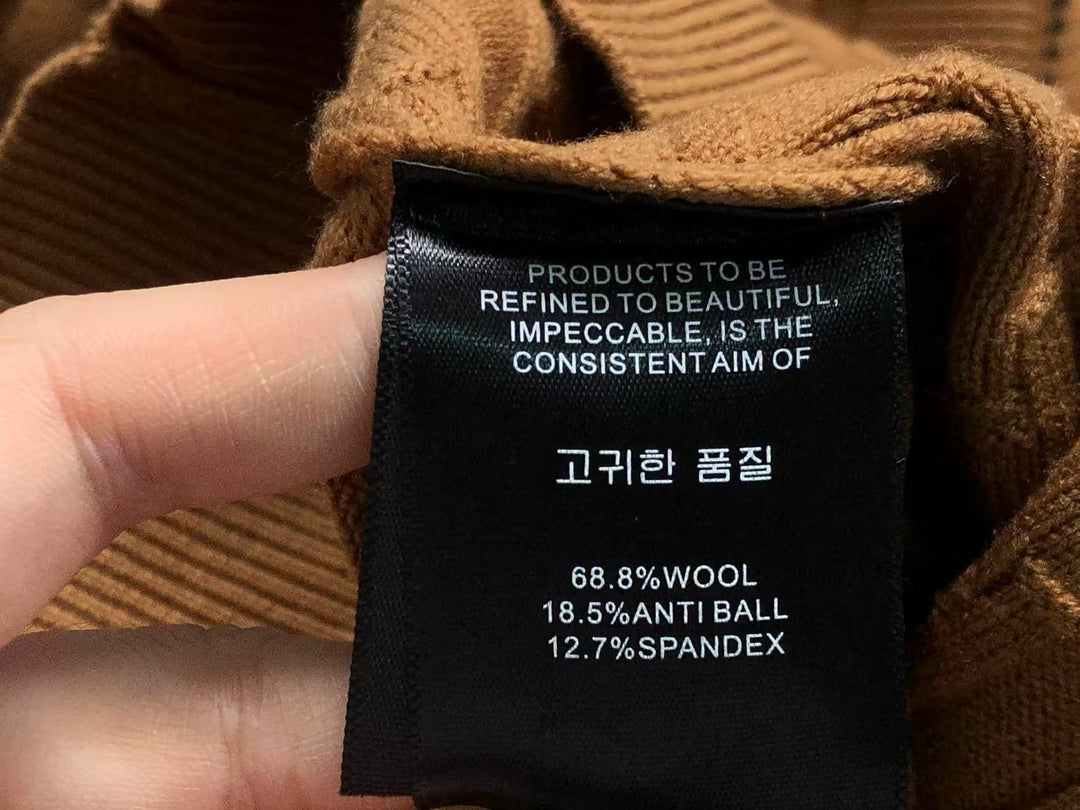 PRODUCTS TO BE
REFINED TO BEAUTIFUL,
IMPECCABLE, IS THE
CONSISTENT AIM OF
고귀한 품질
68.8%WOOL
18.5%ANTI BALL
12.7%SPANDEX